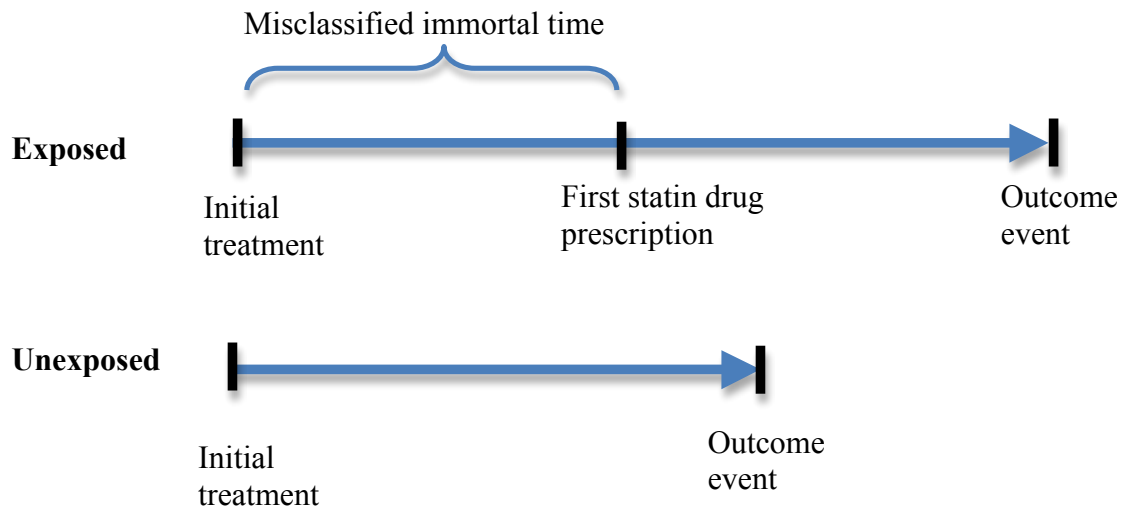 Misclassified immortal time
Exposed
Initial
treatment
First statin drug
prescription
Outcome
event
Unexposed
Initial
treatment
Outcome
event